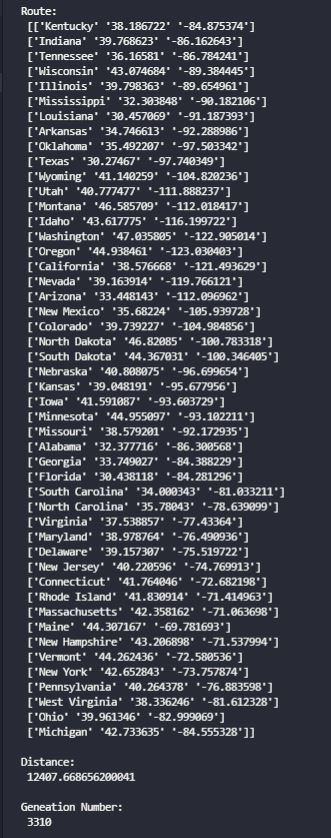 Route:
[['Kentucky' '38.186722' '-84.875374']
['Indiana' '39.768623' '-86.162643']
['Tennessee' '36.16581' '-86.784241']
['Wisconsin' '43.074684' '-89.384445']
['Illinois' '39.798363' '-89.654961']
['Mississippi' '32.303848' '-90.182106']
['Louisiana' '30.457069' '-91.187393']
['Arkansas' '34.746613' '-92.288986']
['Oklahoma' '35.492207' '-97.503342']
['Texas' '30.27467' '-97.740349']
['Wyoming' '41.140259' '-104.820236']
['Utah' '40.777477' '-111.888237']
['Montana' '46.585709' '-112.018417']
['Idaho' '43.617775' '-116.199722']
['Washington' '47.035805' '-122.905014']
['Oregon' '44.938461' '-123.030403']
['California' '38.576668' '-121.493629']
['Nevada' '39.163914' '-119.766121']
['Arizona' '33.448143' '-112.096962']
['New Mexico' '35.68224' '-105.939728']
['Colorado' '39.739227' '-104.984856']
['North Dakota' '46.82085' '-100.783318']
['South Dakota' '44.367031' '-100.346405']
['Nebraska' '40.808075' '-96.699654']
['Kansas' '39.048191' '-95.677956']
['Iowa' '41.591087' '-93.603729']
['Minnesota' '44.955097' '-93.102211']
['Missouri' '38.579201' '-92.172935']
['Alabama' '32.377716' '-86.300568']
['Georgia' '33.749027' '-84.388229']
['Florida' '30.438118' '-84.281296']
['South Carolina' '34.000343' '-81.033211']
['North Carolina' '35.78043' '-78.639099']
['Virginia' '37.538857' '-77.43364']
['Maryland' '38.978764' '-76.490936']
['Delaware' '39.157307' '-75.519722']
['New Jersey' '40.220596' '-74.769913']
['Connecticut' '41.764046' '-72.682198']
['Rhode Island' '41.830914' '-71.414963']
['Massachusetts' '42.358162' '-71.063698']
['Maine' '44.307167' '-69.781693']
['New Hampshire' '43.206898' '-71.537994']
['Vermont' '44.262436' '-72.580536']
['New York' '42.652843' '-73.757874']
['Pennsylvania' '40.264378' '-76.883598']
['West Virginia' '38.336246' '-81.612328']
['Ohio' '39.961346' '-82.999069']
['Michigan' '42.733635' '-84.555328']]
Distance:
12407.668656200041
Geneation Number:
3310